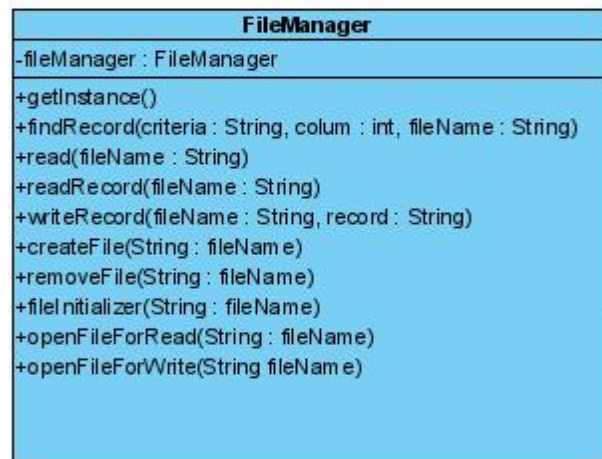 FileManager
-fileManager : FileManager
+getInstance()
+findRecord(criteria : String, colum : int, fileName : String)
+read(fileName : String)
+readRecord(fileName : String)
+writeRecord(fileName : String, record : String)
+createFile(String : fileName)
+removeFile(String : fileName)
+fileInitializer(String : fileName)
+openFileForRead(String : fileName)
+openFileForWrite(String fileName)